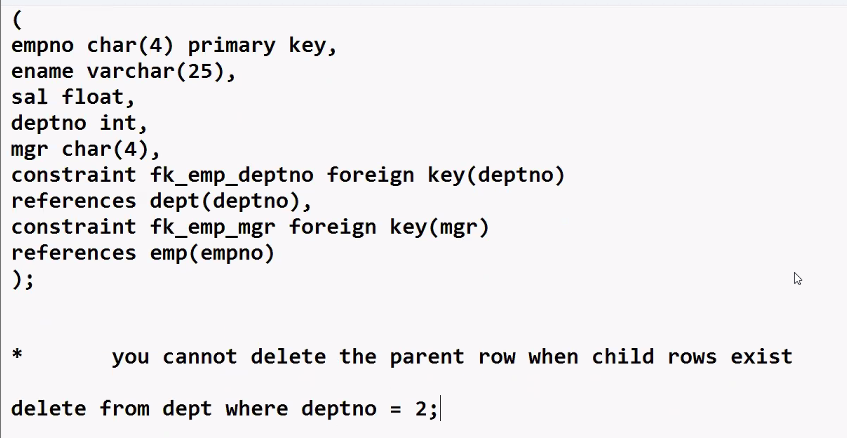 (
empno char(4) primary key,
ename varchar(25),
sal float,
deptno int,
mgr char(4),
constraint fk_emp_deptno foreign key(deptno)
references dept(deptno),
constraint fk_emp_mgr foreign key(mgr)
references emp(empno)
);
* you cannot delete the parent row when child rows exist
delete from dept where deptno = 2;